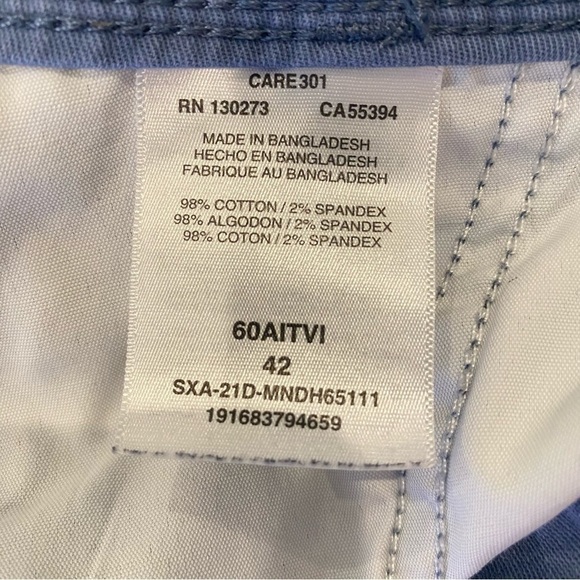 CARE301
RN 130273 CA55394
MADE IN BANGLADESH
HECHO EN BANGLADESH
FABRIQUE AU BANGLADESH
98% COTTON / 2% SPANDEX
98% ALGODON / 2% SPANDEX
98% COTON / 2% SPANDEX
60AITVI
42
SXA-21D-MNDH65111
191683794659